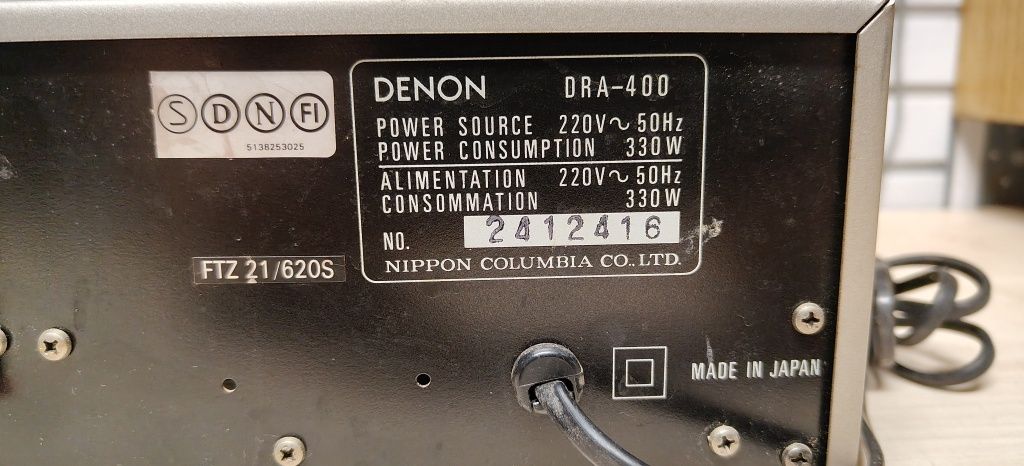 S D N FI
5138253025
DENON DRA-400
POWER SOURCE 220V~50Hz
POWER CONSUMPTION 330W
ALIMENTATION 220V~50Hz
CONSOMMATION 330W
NO. 2412416
NIPPON COLUMBIA CO.,LTD.
FTZ 21/620S
MADE IN JAPAN